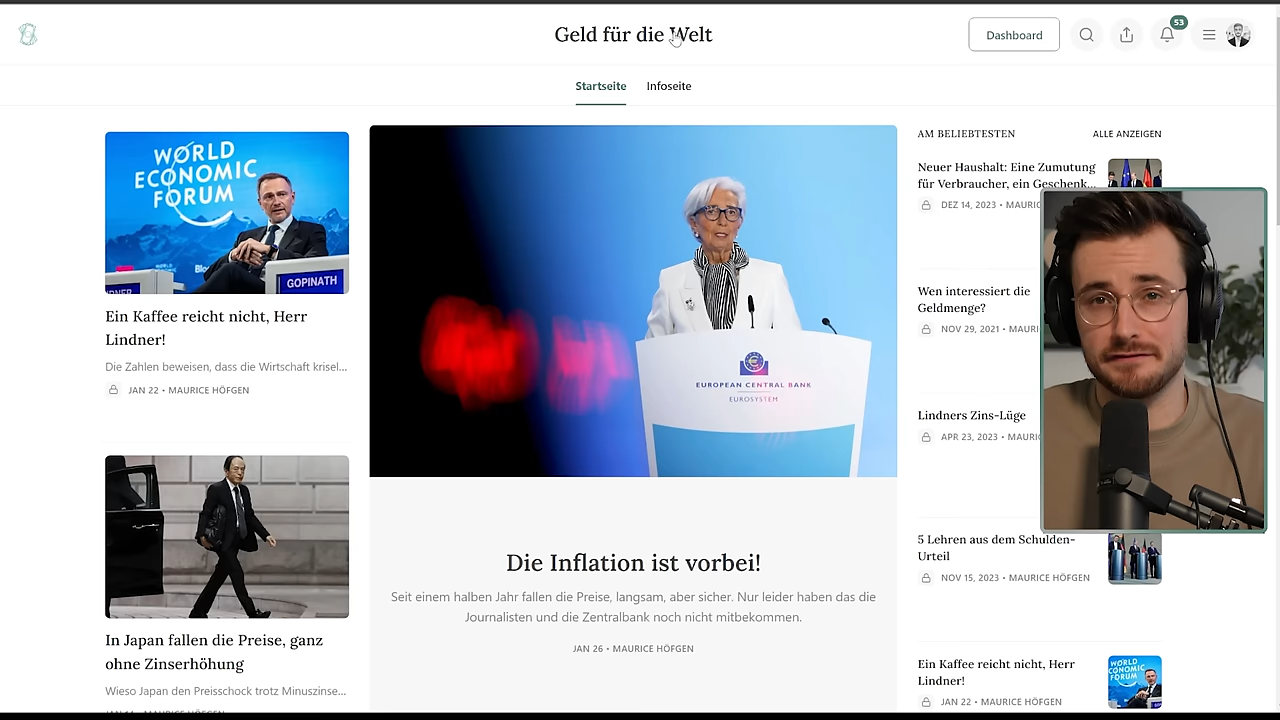 Geld für die Welt
Dashboard
53
Startseite
Infoseite
WORLD
ECONOMIC
FORUM
GOPINATH
Ein Kaffee reicht nicht, Herr
Lindner!
Die Zahlen beweisen, dass die Wirtschaft krisel...
JAN 22 • MAURICE HÖFGEN
In Japan fallen die Preise, ganz
ohne Zinserhöhung
Wieso Japan den Preisschock trotz Minuszinse...
EUROPEAN CENTRAL BANK
EUROSYSTEM
Die Inflation ist vorbei!
Seit einem halben Jahr fallen die Preise, langsam, aber sicher. Nur leider haben das die
Journalisten und die Zentralbank noch nicht mitbekommen.
JAN 26 • MAURICE HÖFGEN
AM BELIEBTESTEN
ALLE ANZEIGEN
Neuer Haushalt: Eine Zumutung
für Verbraucher, ein Geschenk...
DEZ 14, 2023
Wen interessiert die
Geldmenge?
NOV 29, 2021
Lindners Zins-Lüge
APR 23, 2023
5 Lehren aus dem Schulden-
Urteil
NOV 15, 2023 • MAURICE HÖFGEN
Ein Kaffee reicht nicht, Herr
Lindner!
WORLD
ECONOMIC
FORUM
JAN 22 • MAURICE HÖFGEN